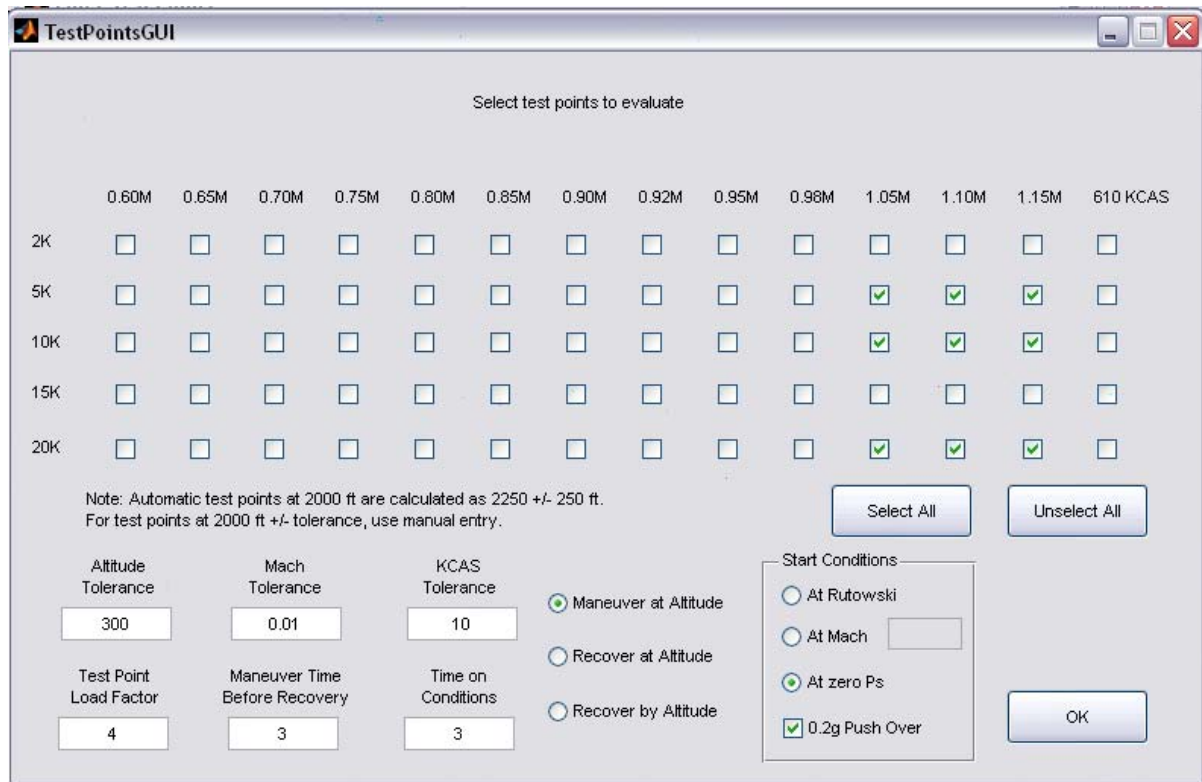 TestPointsGUI
Select test points to evaluate
0.60M 0.65M 0.70M 0.75M 0.80M 0.85M 0.90M 0.92M 0.95M 0.98M 1.05M 1.10M 1.15M 610 KCAS
2K
5K
10K
15K
20K
Note: Automatic test points at 2000 ft are calculated as 2250 +/- 250 ft.
For test points at 2000 ft +/- tolerance, use manual entry.
Select All
Unselect All
Altitude
Tolerance
300
Mach
Tolerance
0.01
KCAS
Tolerance
10
Test Point
Load Factor
4
Maneuver Time
Before Recovery
3
Time on
Conditions
3
Maneuver at Altitude
Recover at Altitude
Recover by Altitude
Start Conditions
At Rutowski
At Mach
At zero Ps
0.2g Push Over
OK